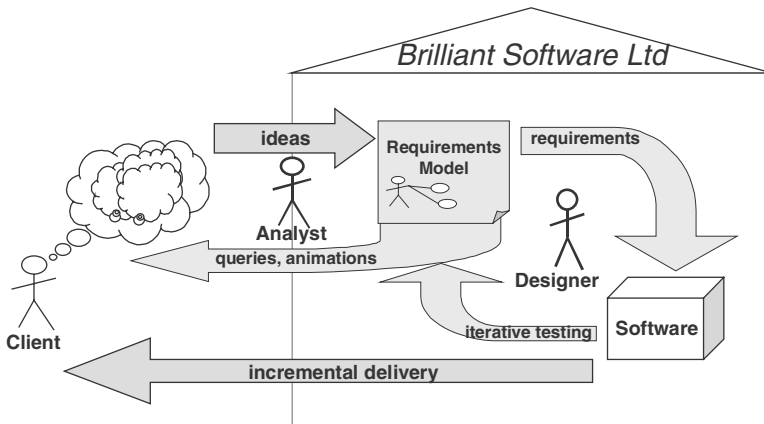 Brilliant Software Ltd
ideas
Requirements
Model
requirements
Analyst
queries, animations
Designer
Client
iterative testing
Software
incremental delivery